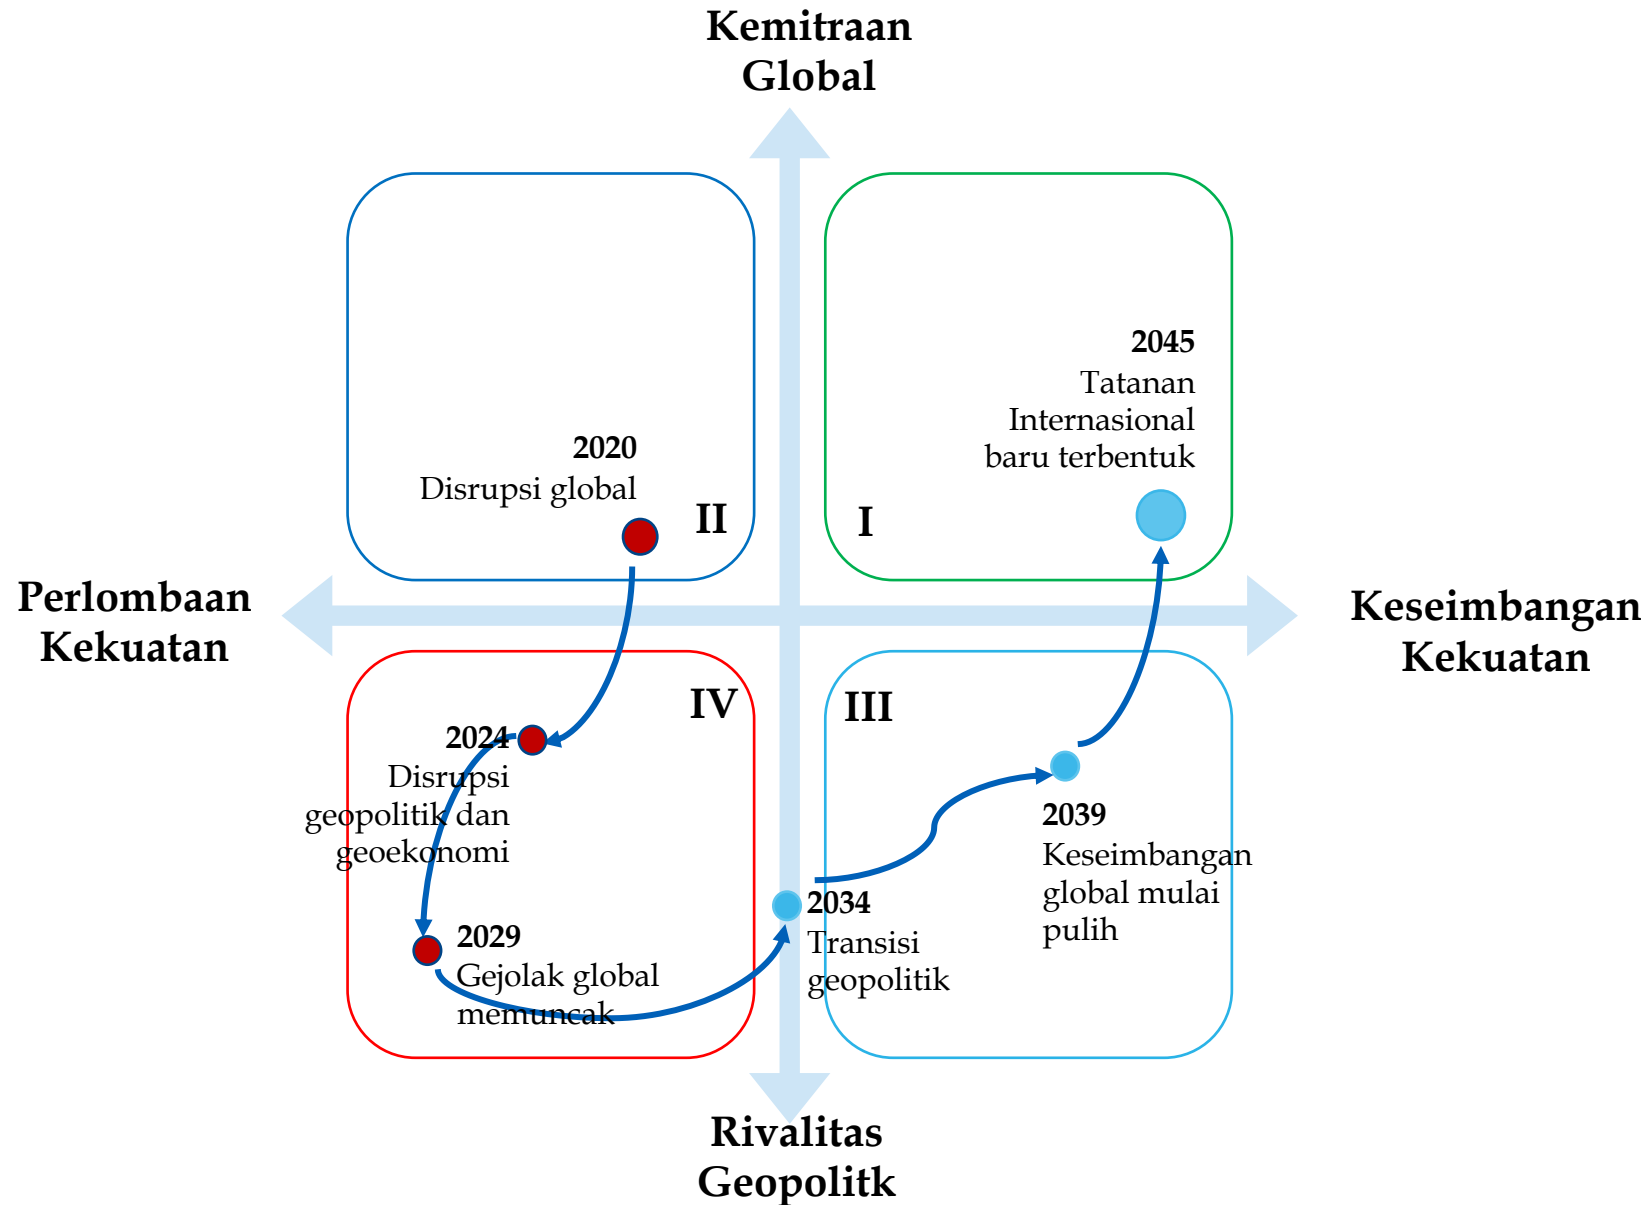 Kemitraan
Global
2045
Tatanan
Internasional
baru terbentuk
2020
Disrupsi global
II
I
Perlombaan
Kekuatan
Keseimbangan
Kekuatan
IV
III
2024
Disrupsi
geopolitik dan
geoekonomi
2039
Keseimbangan
global mulai
pulih
2034
Transisi
geopolitik
2029
Gejolak global
memuncak
Rivalitas
Geopolitk